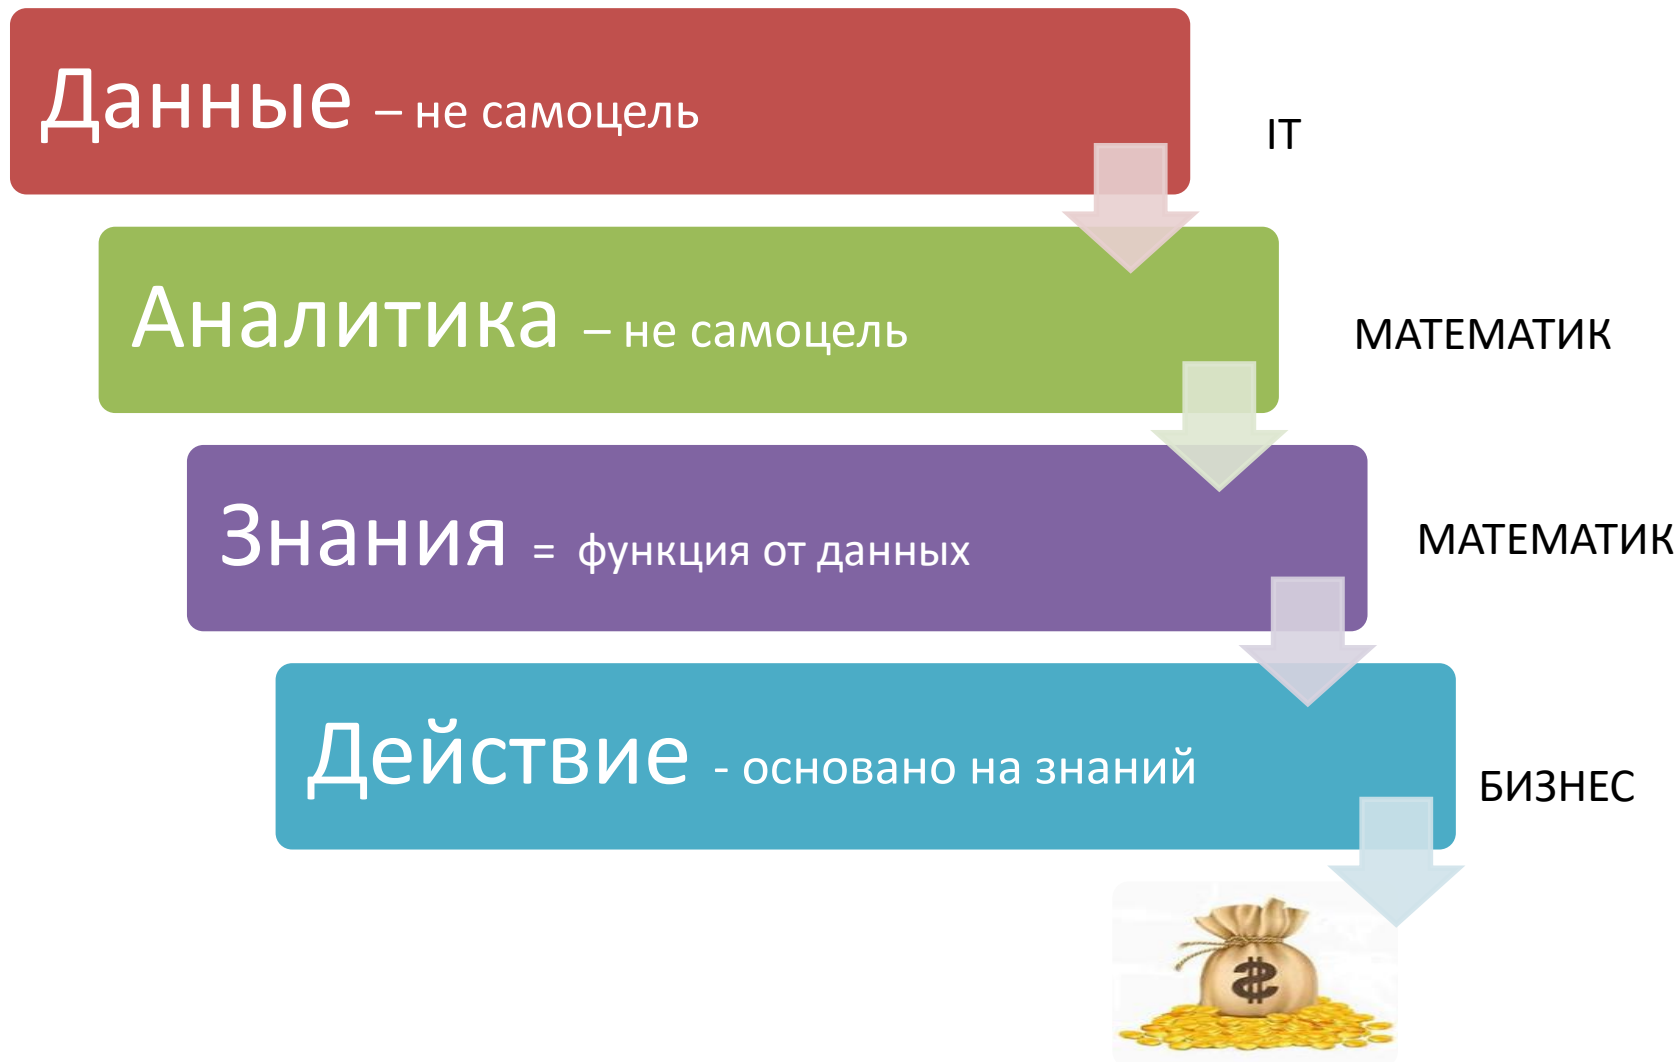 Данные – не самоцель
IT
Аналитика – не самоцель
МАТЕМАТИК
Знания = функция от данных
МАТЕМАТИК
Действие - основано на знаний
БИЗНЕС
$